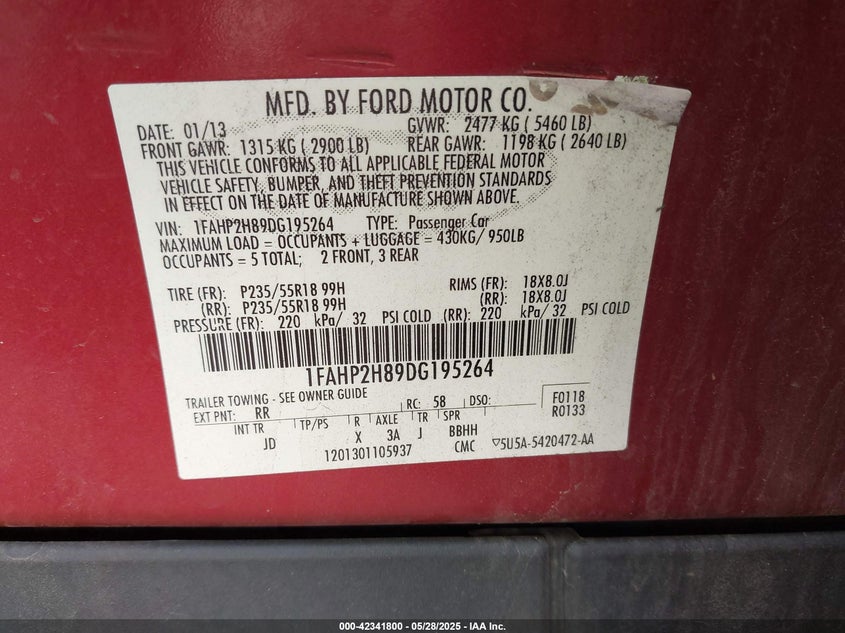 MFD. BY FORD MOTOR CO.
DATE: 01/13 GVWR: 2477 KG ( 5460 LB)
FRONT GAWR: 1315 KG ( 2900 LB) REAR GAWR: 1198 KG ( 2640 LB)
THIS VEHICLE CONFORMS TO ALL APPLICABLE FEDERAL MOTOR
VEHICLE SAFETY, BUMPER, AND THEFT PREVENTION STANDARDS
IN EFFECT ON THE DATE OF MANUFACTURE SHOWN ABOVE.
VIN: 1FAHP2H89DG195264 TYPE: Passenger Car
MAXIMUM LOAD = OCCUPANTS + LUGGAGE = 430KG/ 950LB
OCCUPANTS = 5 TOTAL; 2 FRONT, 3 REAR
TIRE (FR): P235/55R18 99H RIMS (FR): 18X8.0J
(RR): P235/55R18 99H (RR): 18X8.0J
PRESSURE (FR): 220 kPa/ 32 PSI COLD (RR): 220 kPa/ 32 PSI COLD
1FAHP2H89DG195264
TRAILER TOWING - SEE OWNER GUIDE
EXT PNT: RR RC: 58 DSO: F0118
R0133
INT TR TP/PS R AXLE TR SPR
JD X 3A J BBHH
1201301105937 CMC ▽5U5A-5420472-AA
000-42341800 / 05/28/2025 - IAA Inc.